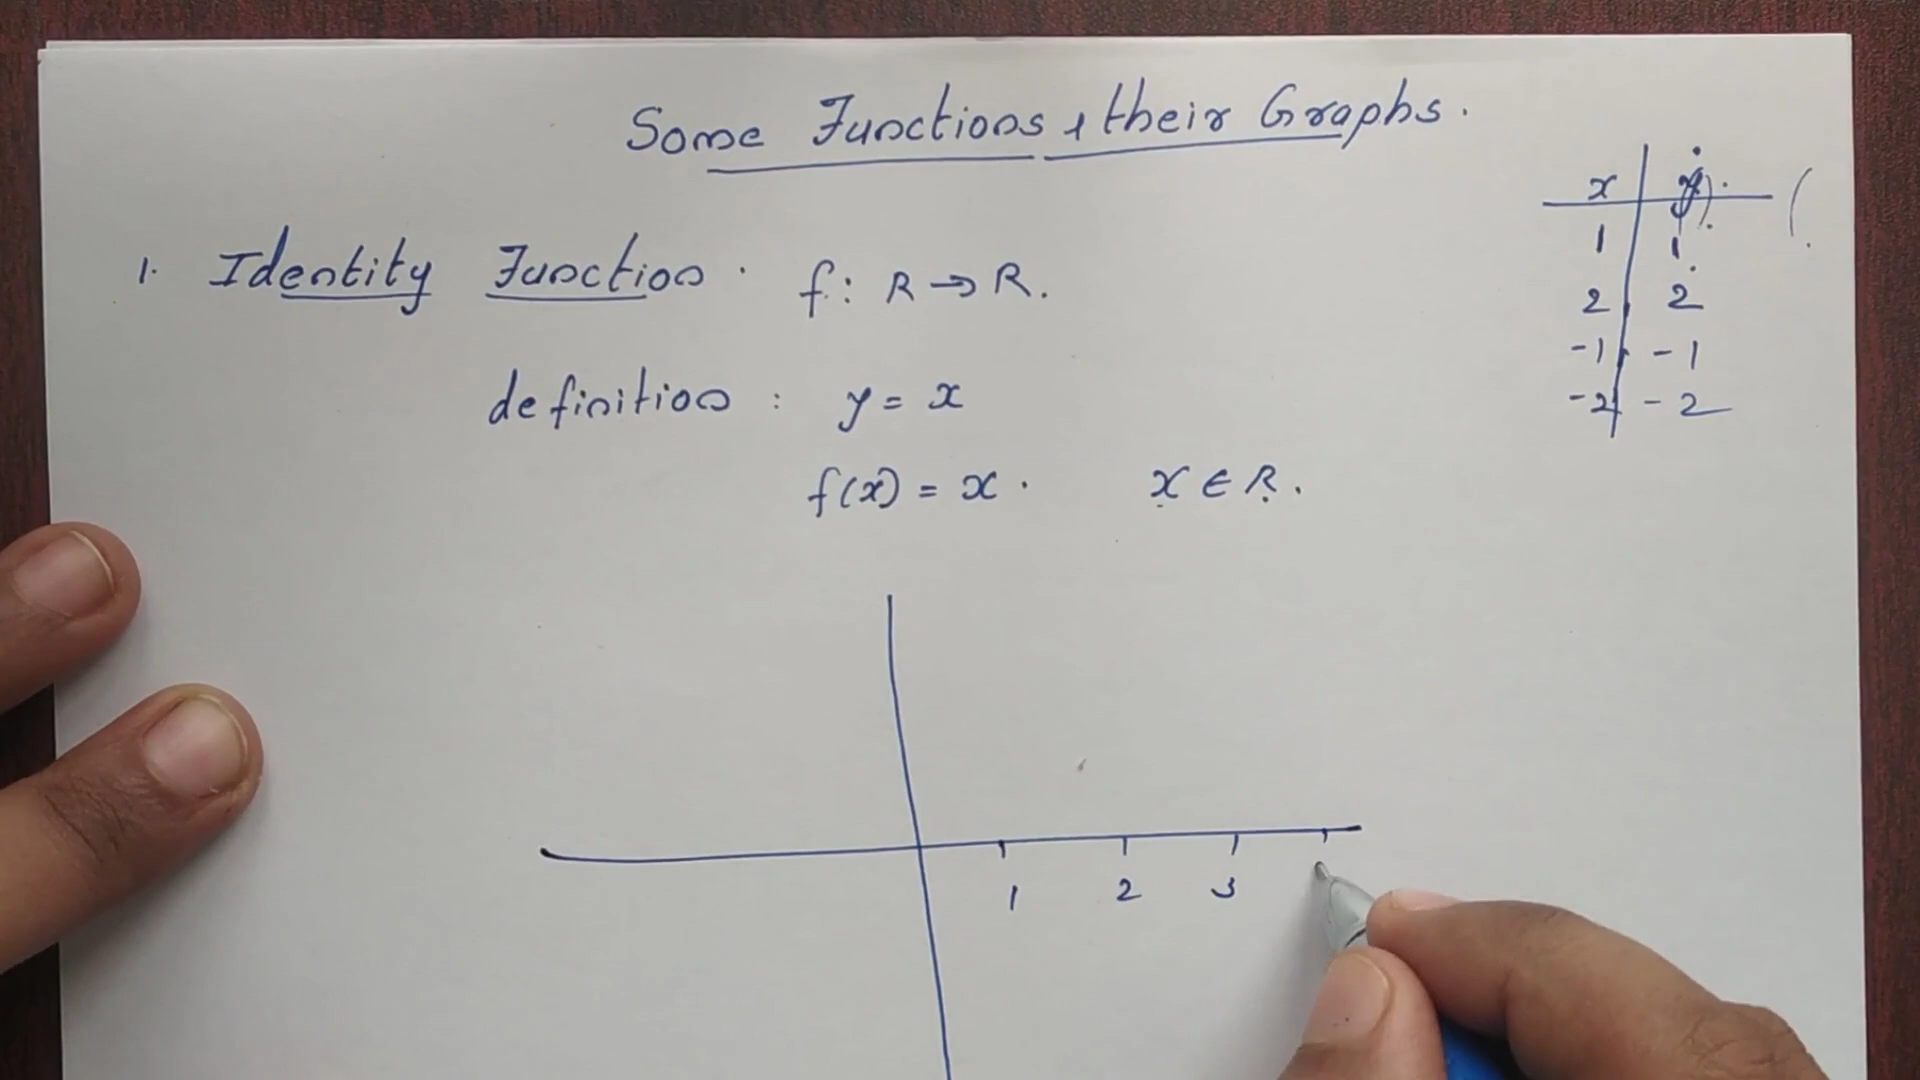 Some Functions & their Graphs.
1. Identity Function. f: R → R.
definition : y = x
f(x) = x. x ∈ R.
x y
1 1
2 2
-1 -1
-2 -2
1 2 3